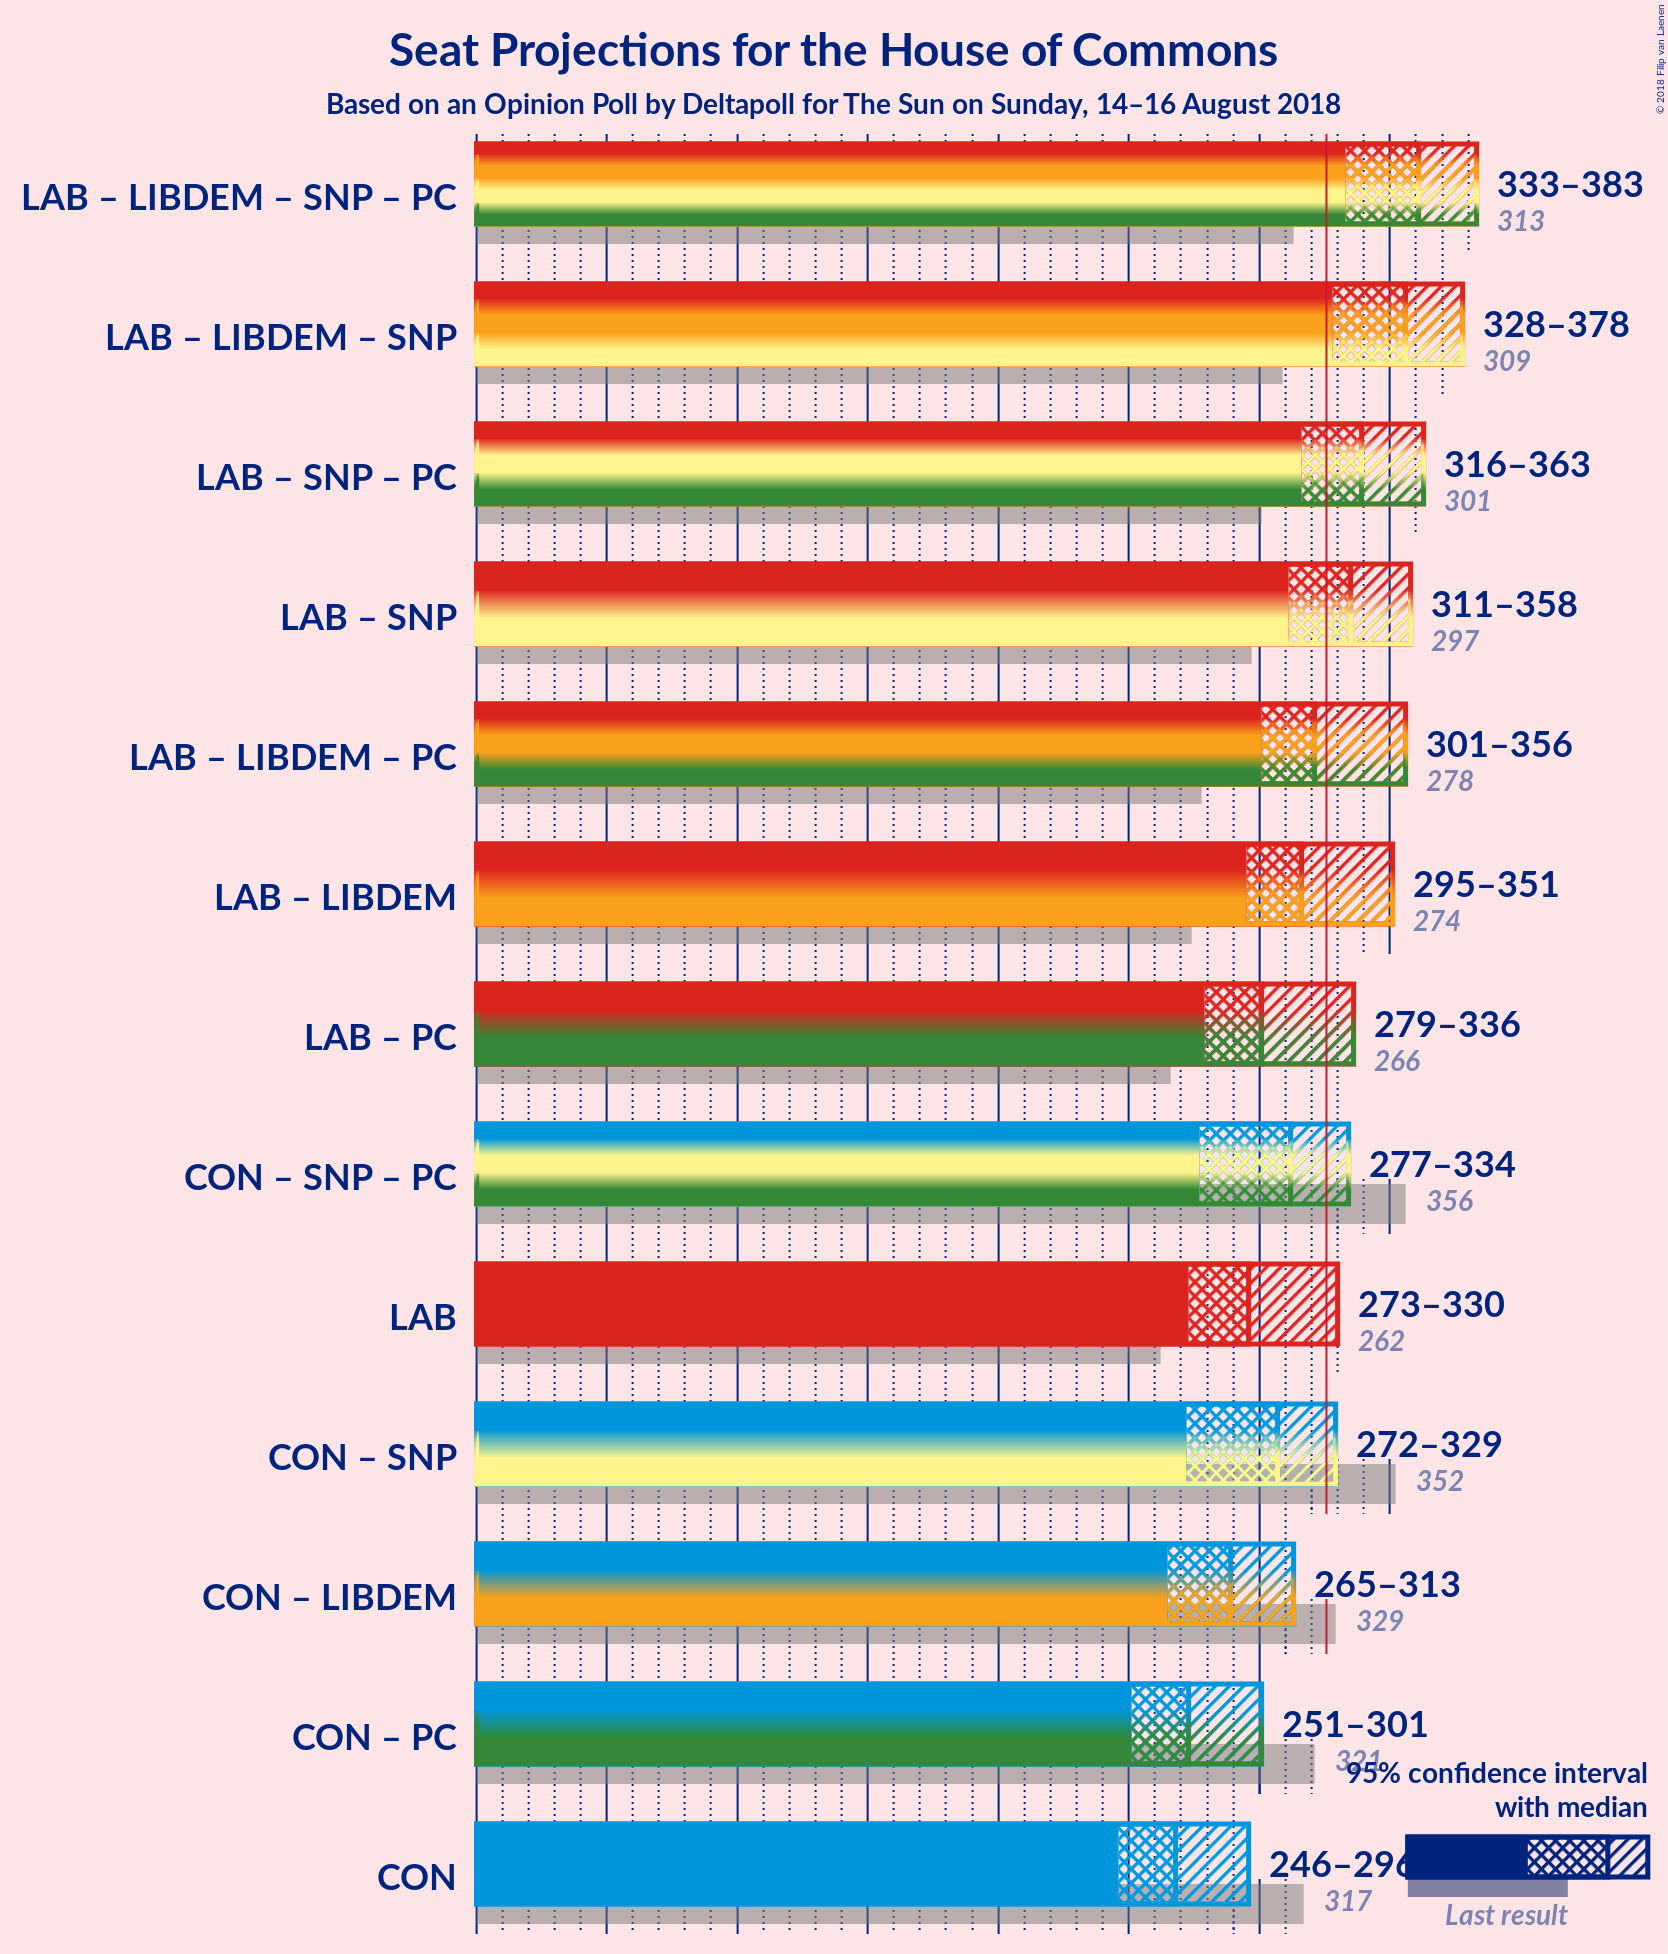 Seat Projections for the House of Commons
Based on an Opinion Poll by Deltapoll for The Sun on Sunday, 14–16 August 2018
© 2018 Filip van Laenen
LAB – LIBDEM – SNP – PC
333–383
313
LAB – LIBDEM – SNP
328–378
309
LAB – SNP – PC
316–363
301
LAB – SNP
311–358
297
LAB – LIBDEM – PC
301–356
278
LAB – LIBDEM
295–351
274
LAB – PC
279–336
266
CON – SNP – PC
277–334
356
LAB
273–330
262
CON – SNP
272–329
352
CON – LIBDEM
265–313
329
CON – PC
251–301
321
95% confidence interval
with median
CON
246–296
317
Last result